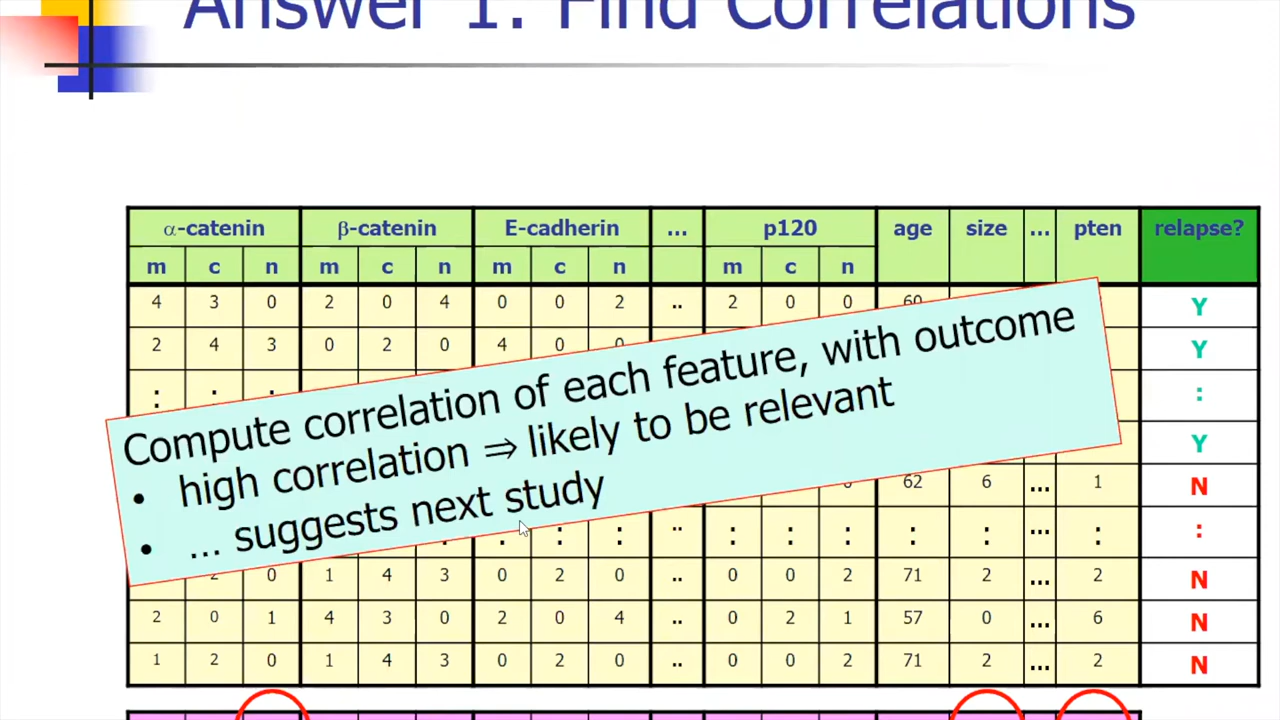 Answer 1: Find Correlations
α-catenin β-catenin E-cadherin ... p120 age size ... pten relapse?
m c n m c n m c n m c n
4 3 0 2 0 4 0 0 2 .. 2 0 0 60 Y
2 4 3 0 2 0 4 0 0 Y
: : : :
Compute correlation of each feature, with outcome
• high correlation ⇒ likely to be relevant
• ... suggests next study
Y
62 6 ... 1 N
: : : .. : : : : : ... : :
2 0 1 4 3 0 2 0 .. 0 0 2 71 2 ... 2 N
2 0 1 4 3 0 2 0 4 .. 0 2 1 57 0 ... 6 N
1 2 0 1 4 3 0 2 0 .. 0 0 2 71 2 ... 2 N